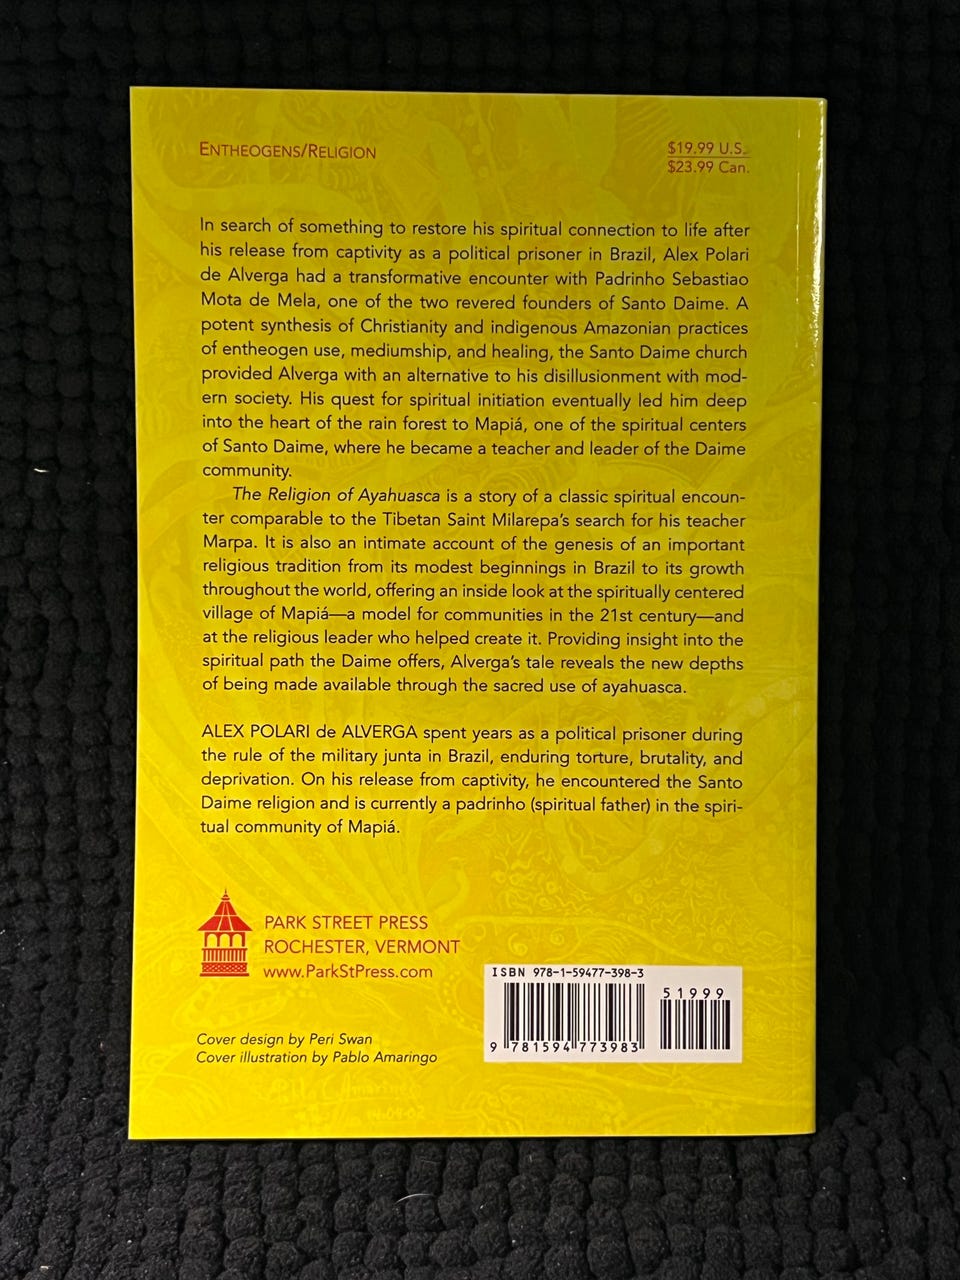 ENTHEOGENS/RELIGION
$19.99 U.S.
$23.99 Can.
In search of something to restore his spiritual connection to life after
his release from captivity as a political prisoner in Brazil, Alex Polari
de Alverga had a transformative encounter with Padrinho Sebastiao
Mota de Mela, one of the two revered founders of Santo Daime. A
potent synthesis of Christianity and indigenous Amazonian practices
of entheogen use, mediumship, and healing, the Santo Daime church
provided Alverga with an alternative to his disillusionment with mod-
ern society. His quest for spiritual initiation eventually led him deep
into the heart of the rain forest to Mapiá, one of the spiritual centers
of Santo Daime, where he became a teacher and leader of the Daime
community.
The Religion of Ayahuasca is a story of a classic spiritual encoun-
ter comparable to the Tibetan Saint Milarepa's search for his teacher
Marpa. It is also an intimate account of the genesis of an important
religious tradition from its modest beginnings in Brazil to its growth
throughout the world, offering an inside look at the spiritually centered
village of Mapiá—a model for communities in the 21st century—and
at the religious leader who helped create it. Providing insight into the
spiritual path the Daime offers, Alverga's tale reveals the new depths
of being made available through the sacred use of ayahuasca.
ALEX POLARI de ALVERGA spent years as a political prisoner during
the rule of the military junta in Brazil, enduring torture, brutality, and
deprivation. On his release from captivity, he encountered the Santo
Daime religion and is currently a padrinho (spiritual father) in the spiri-
tual community of Mapiá.
PARK STREET PRESS
ROCHESTER, VERMONT
www.ParkStPress.com
ISBN 978-1-59477-398-3
51999
9 781594 773983
Cover design by Peri Swan
Cover illustration by Pablo Amaringo